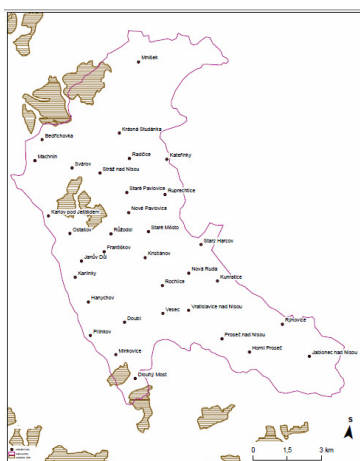 Mníšek
Krásná Studánka
Bedřichovka
Radčice
Kateřinky
Machnín
Svárov
Stráž nad Nisou
Staré Pavlovice
Ruprechtice
Karlov pod Ještědem
Nové Pavlovice
Ostašov
Růžodol
Staré Město
Starý Harcov
Františkov
Janův Důl
Kristiánov
Karlinky
Nová Ruda
Kunratice
Rochlice
Hanychov
Vesec
Vratislavice nad Nisou
Doubí
Rýnovice
Pilínkov
Proseč nad Nisou
Minkovice
Horní Proseč
Jablonec nad Nisou
Dlouhý Most
S
0 1,5 3 km